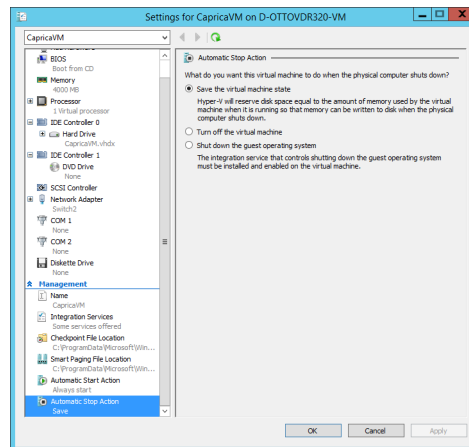 Settings for CapricaVM on D-OTTOVDR320-VM
CapricaVM
BIOS
Boot from CD
Memory
4000 MB
Processor
1 Virtual processor
IDE Controller 0
Hard Drive
CapricaVM.vhdx
IDE Controller 1
DVD Drive
None
SCSI Controller
Network Adapter
Switch2
COM 1
None
COM 2
None
Diskette Drive
None
Management
Name
CapricaVM
Integration Services
Some services offered
Checkpoint File Location
C:\ProgramData\Microsoft\Win...
Smart Paging File Location
C:\ProgramData\Microsoft\Win...
Automatic Start Action
Always start
Automatic Stop Action
Save
Automatic Stop Action
What do you want this virtual machine to do when the physical computer shuts down?
Save the virtual machine state
Hyper-V will reserve disk space equal to the amount of memory used by the virtual
machine when it is running so that memory can be written to disk when the physical
computer shuts down.
Turn off the virtual machine
Shut down the guest operating system
The integration service that controls shutting down the guest operating system
must be installed and enabled on the virtual machine.
OK
Cancel
Apply